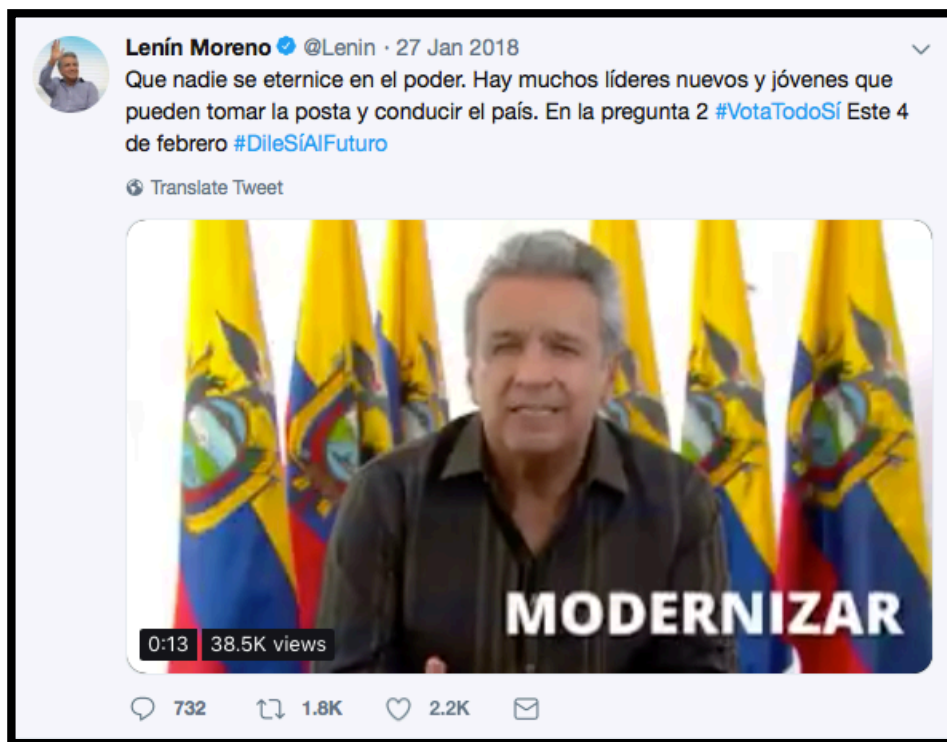 Lenín Moreno @Lenin · 27 Jan 2018
Que nadie se eternice en el poder. Hay muchos líderes nuevos y jóvenes que
pueden tomar la posta y conducir el país. En la pregunta 2 #VotaTodoSí Este 4
de febrero #DileSíAlFuturo
Translate Tweet
MODERNIZAR
0:13 38.5K views
732 1.8K 2.2K